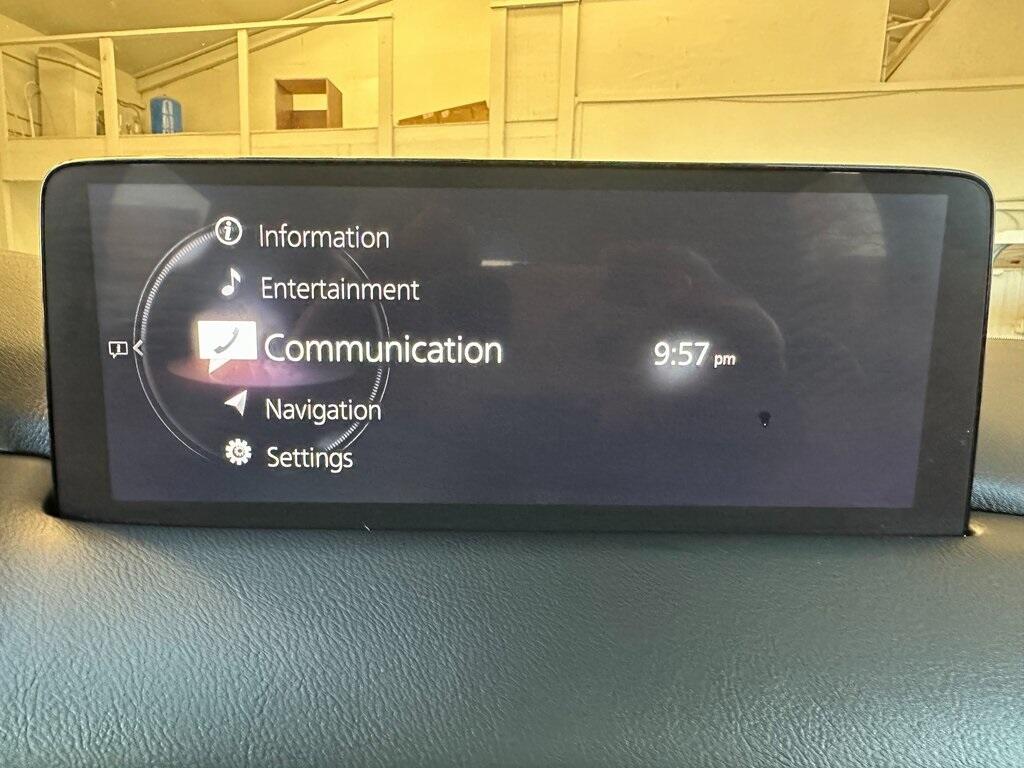 Information
Entertainment
Communication
9:57 pm
Navigation
Settings